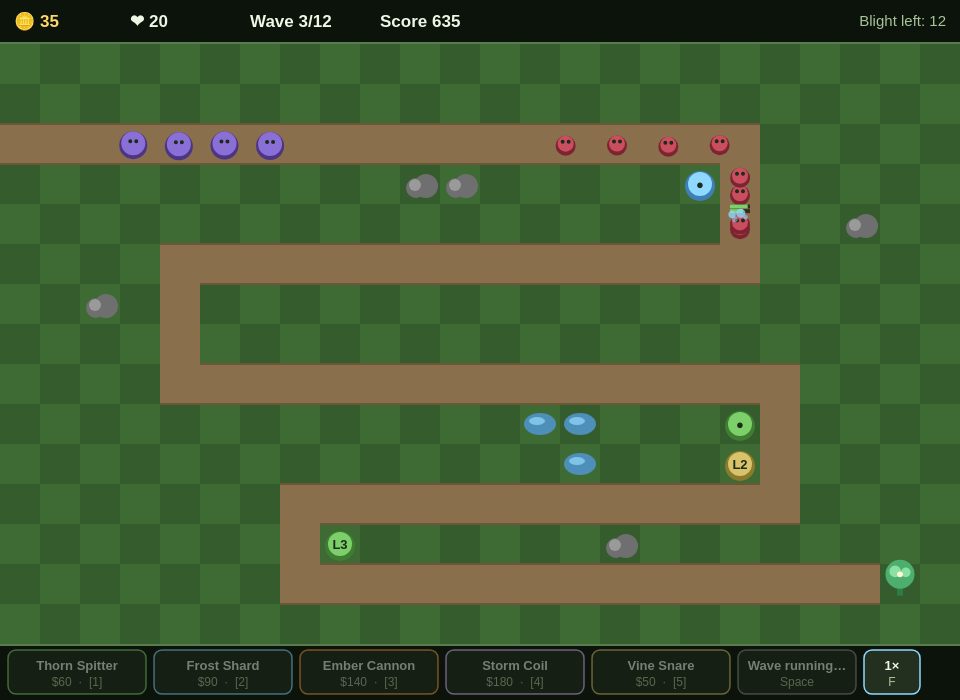 35
20
Wave 3/12
Score 635
Blight left: 12
L2
L3
Thorn Spitter
$60 · [1]
Frost Shard
$90 · [2]
Ember Cannon
$140 · [3]
Storm Coil
$180 · [4]
Vine Snare
$50 · [5]
Wave running…
Space
1×
F